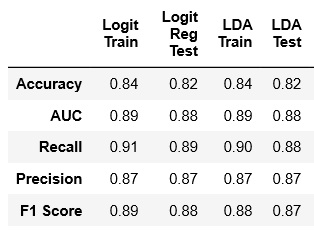 Logit Train Logit Reg Test LDA Train LDA Test
Accuracy 0.84 0.82 0.84 0.82
AUC 0.89 0.88 0.89 0.88
Recall 0.91 0.89 0.90 0.88
Precision 0.87 0.87 0.87 0.87
F1 Score 0.89 0.88 0.88 0.87